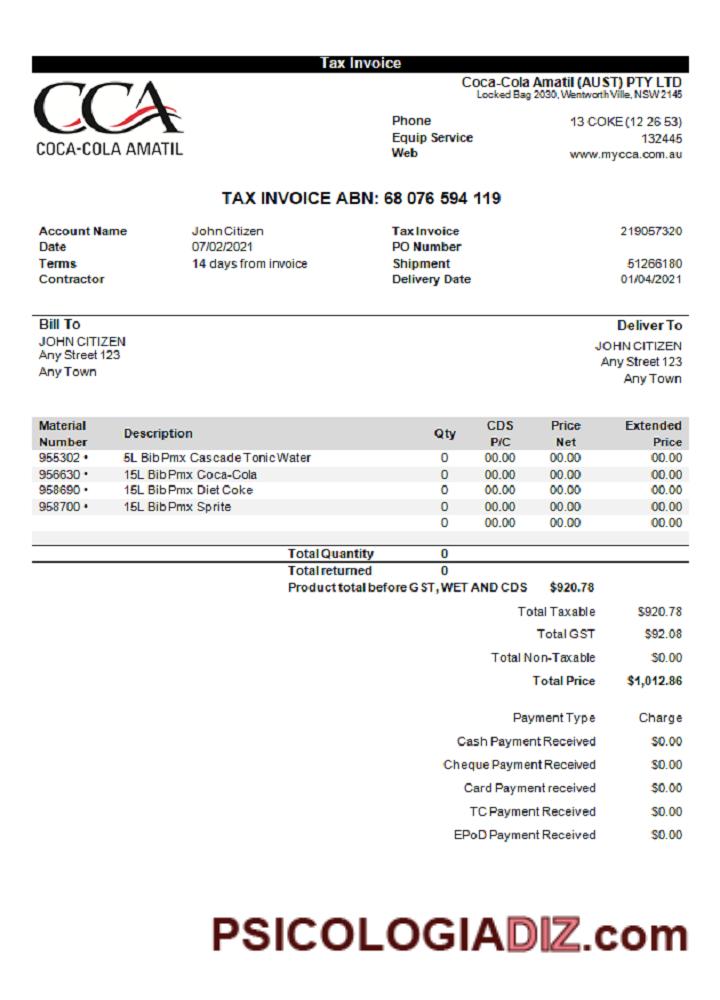 Tax Invoice
CCA
COCA-COLA AMATIL
Coca-Cola Amatil (AUST) PTY LTD
Locked Bag 2030, Wentworth Ville, NSW 2145
Phone 13 COKE (12 26 53)
Equip Service 132445
Web www.mycca.com.au
TAX INVOICE ABN: 68 076 594 119
Account Name John Citizen Tax Invoice 219057320
Date 07/02/2021 PO Number
Terms 14 days from invoice Shipment 51266180
Contractor Delivery Date 01/04/2021
Bill To Deliver To
JOHN CITIZEN JOHN CITIZEN
Any Street 123 Any Street 123
Any Town Any Town
Material Number Description Qty CDS P/C Price Net Extended Price
955302 • 5L Bib Pmx Cascade Tonic Water 0 00.00 00.00 00.00
956630 • 15L Bib Pmx Coca-Cola 0 00.00 00.00 00.00
958690 • 15L Bib Pmx Diet Coke 0 00.00 00.00 00.00
958700 • 15L Bib Pmx Sprite 0 00.00 00.00 00.00
0 00.00 00.00 00.00
Total Quantity 0
Total returned 0
Product total before GST, WET AND CDS $920.78
Total Taxable $920.78
Total GST $92.08
Total Non-Taxable $0.00
Total Price $1,012.86
Payment Type Charge
Cash Payment Received $0.00
Cheque Payment Received $0.00
Card Payment received $0.00
TC Payment Received $0.00
EPoD Payment Received $0.00
PSICOLOGIADIZ.com